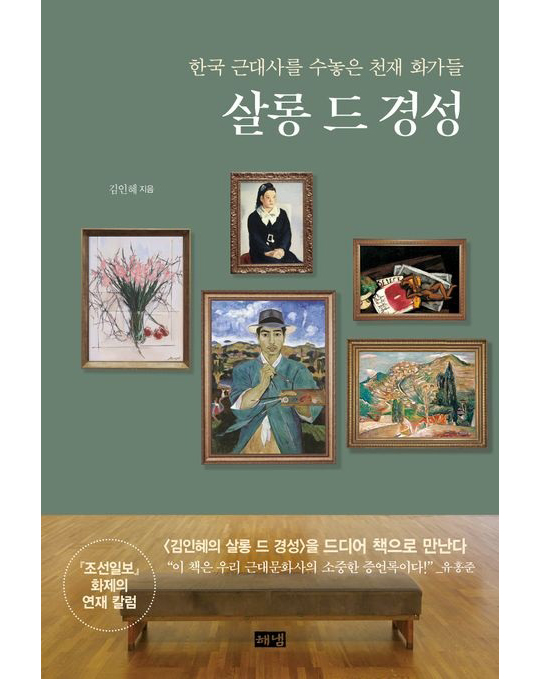 한국 근대사를 수놓은 천재 화가들
살롱 드 경성
김인혜 지음
〈김인혜의 살롱 드 경성〉을 드디어 책으로 만난다
“이 책은 우리 근대문화사의 소중한 증언록이다!” _유홍준
『조선일보』
화제의
연재 칼럼
해냄